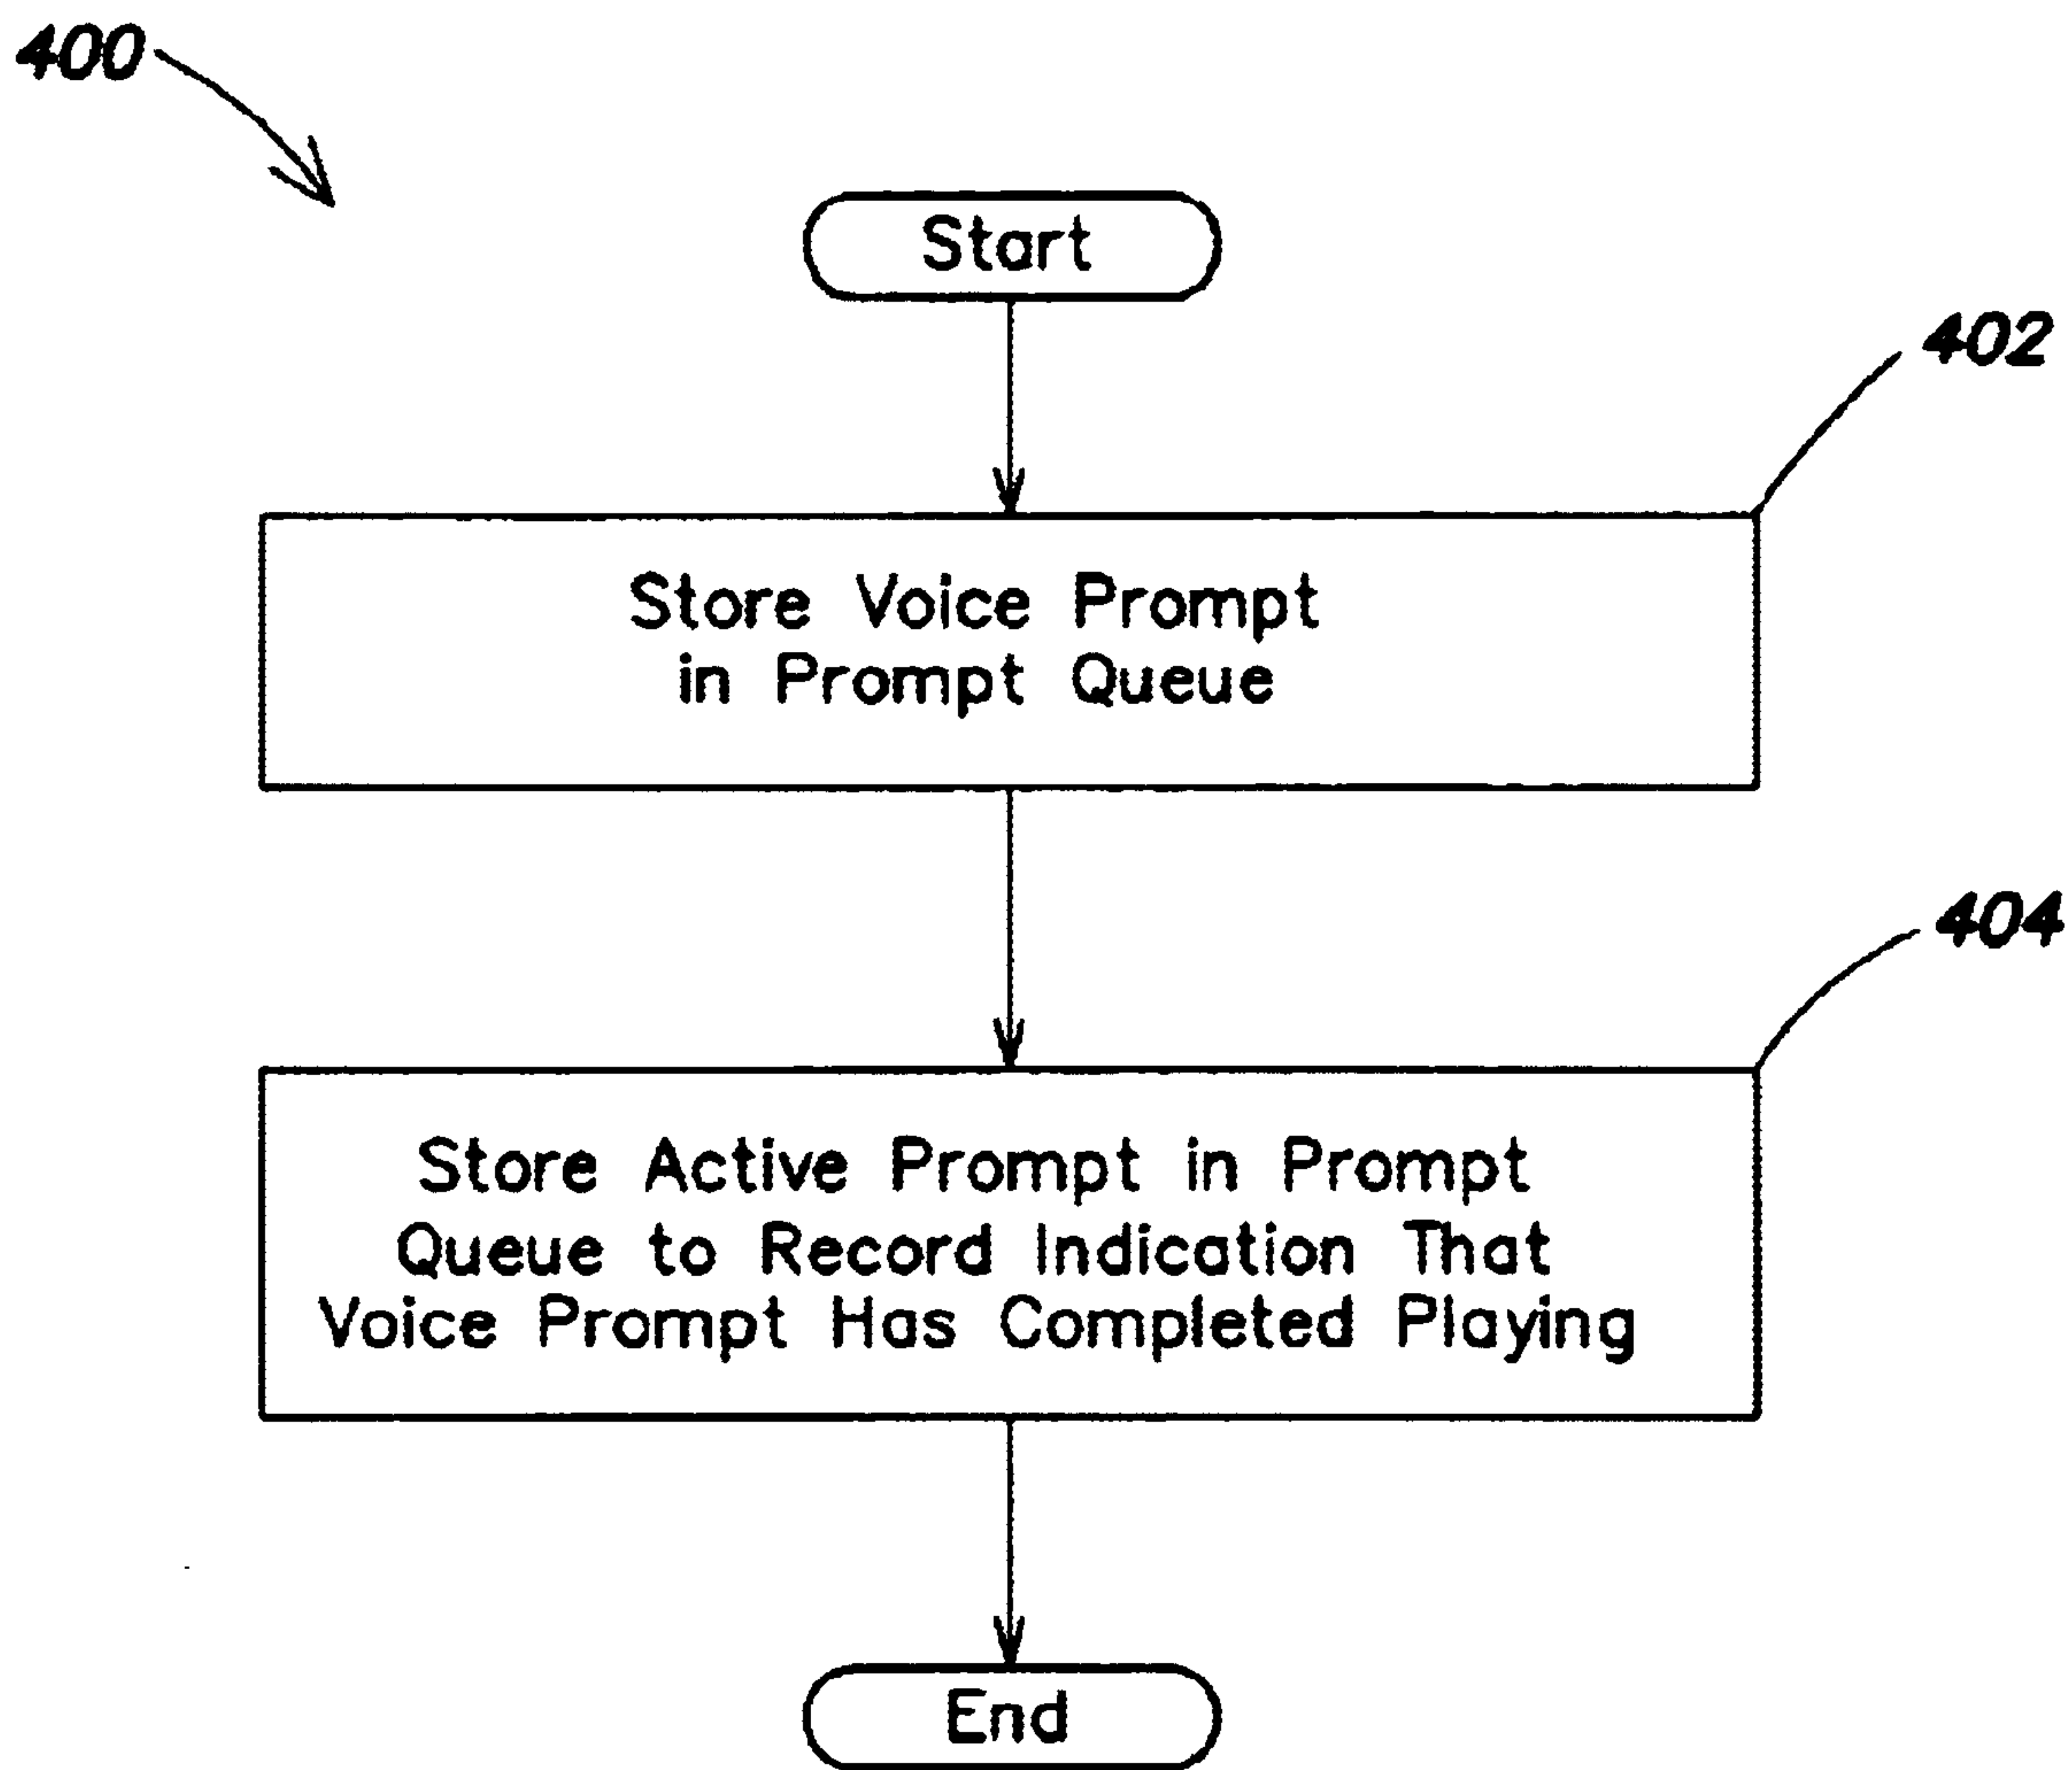 400
Start
402
Store Voice Prompt
in Prompt Queue
404
Store Active Prompt in Prompt
Queue to Record Indication That
Voice Prompt Has Completed Playing
End